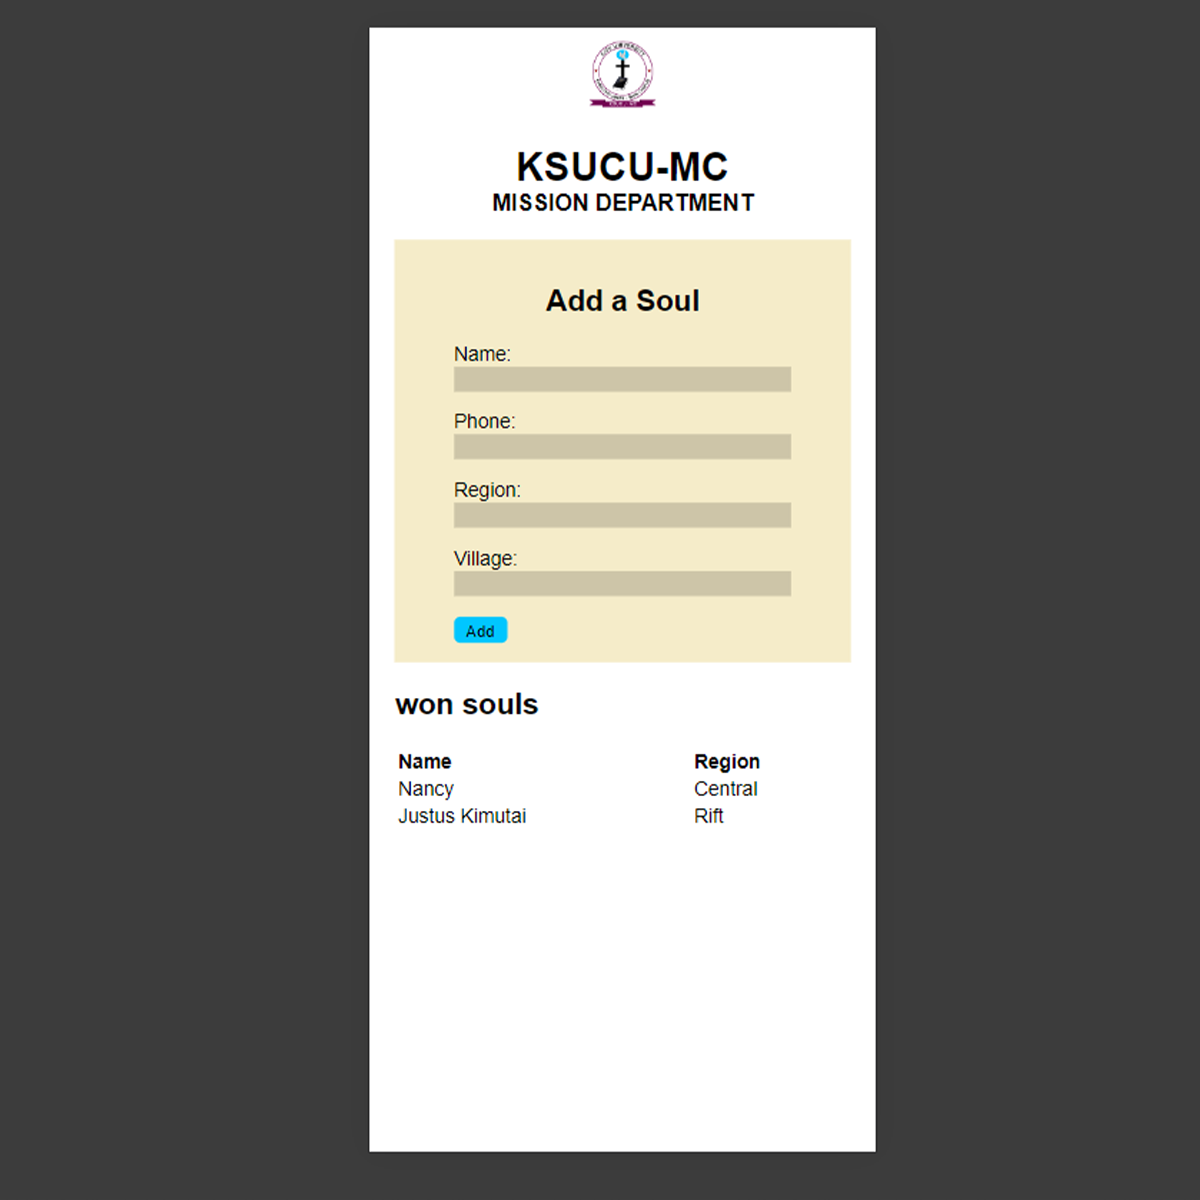 KSUCU-MC
MISSION DEPARTMENT
Add a Soul
Name:
Phone:
Region:
Village:
Add
won souls
Name Region
Nancy Central
Justus Kimutai Rift